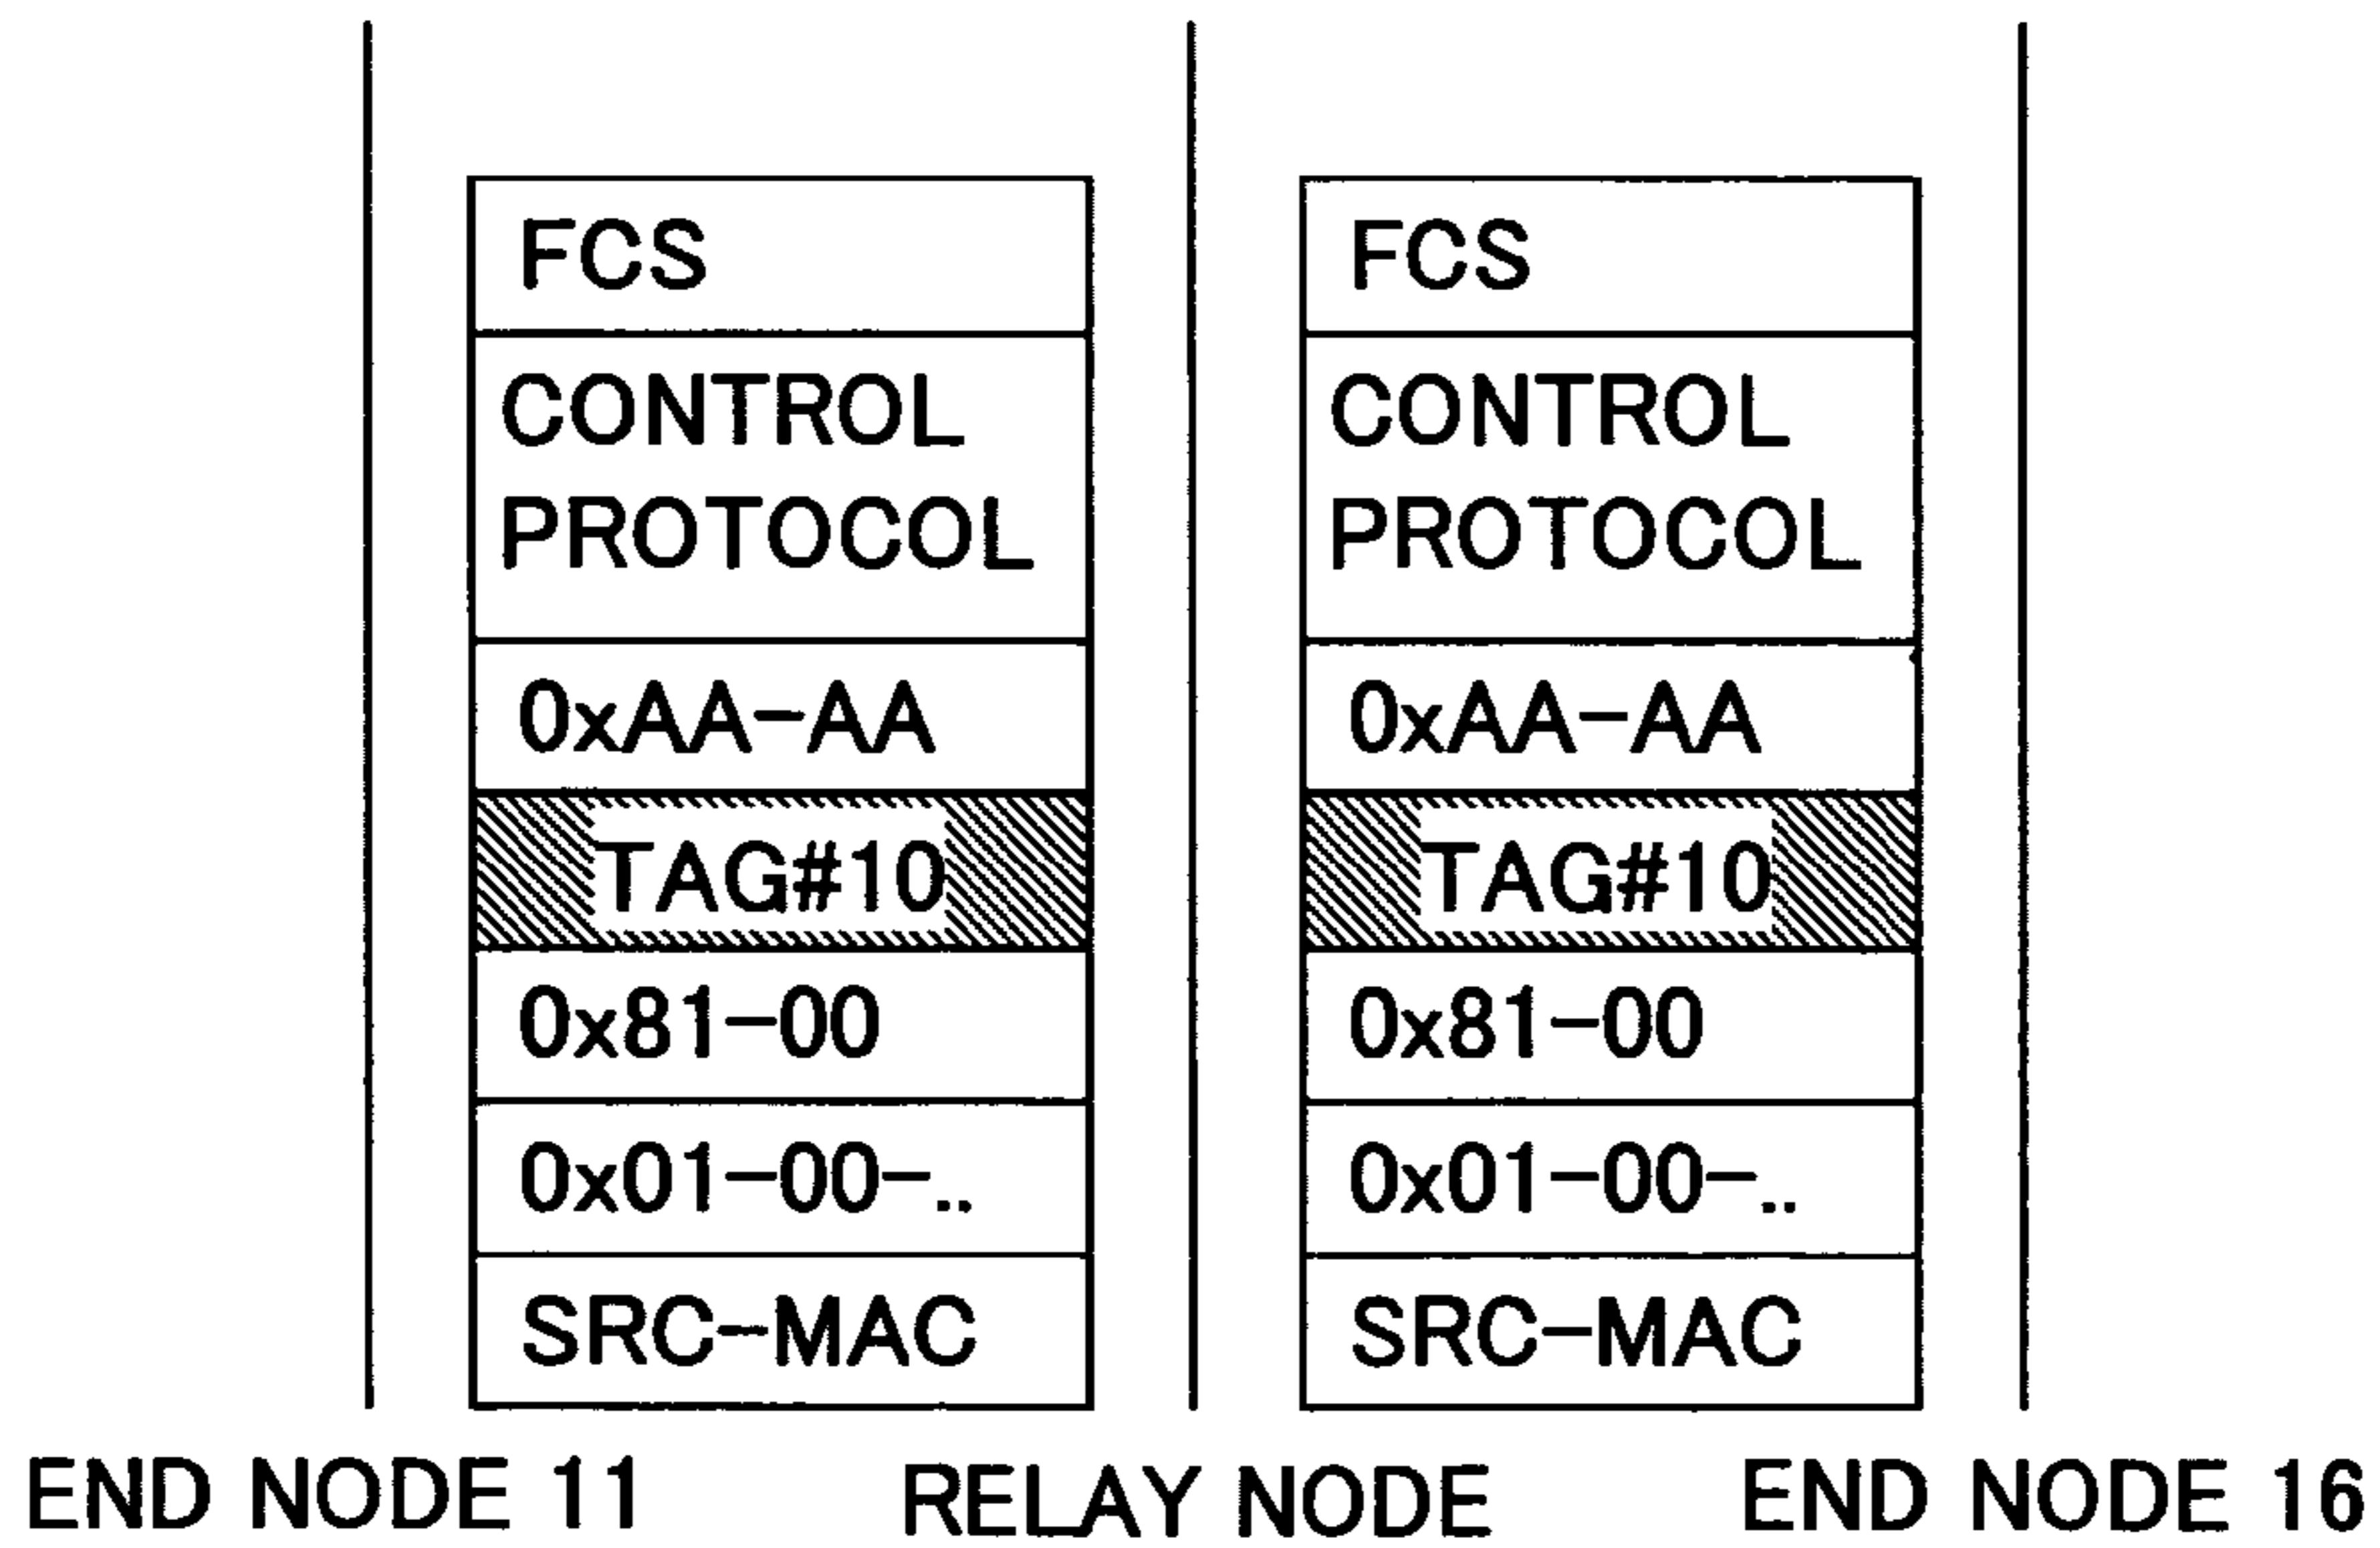 FCS
CONTROL
PROTOCOL
0xAA-AA
TAG#10
0x81-00
0x01-00-..
SRC-MAC
FCS
CONTROL
PROTOCOL
0xAA-AA
TAG#10
0x81-00
0x01-00-..
SRC-MAC
END NODE 11
RELAY NODE
END NODE 16